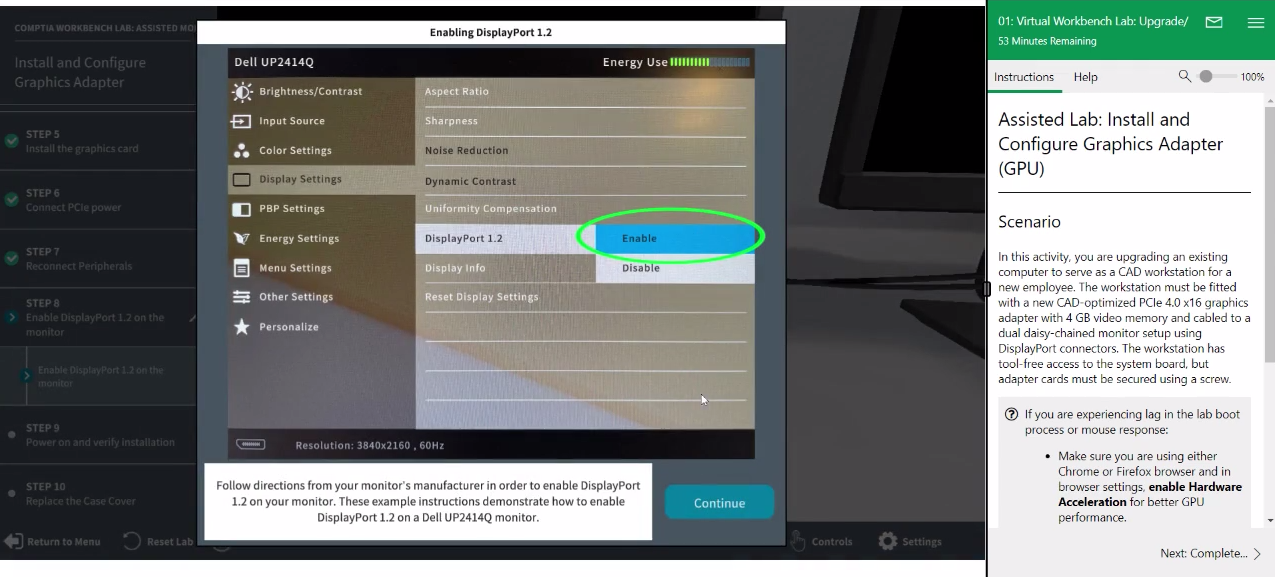 COMPTIA WORKBENCH LAB: ASSISTED MO
Install and Configure
Graphics Adapter
STEP 5
Install the graphics card
STEP 6
Connect PCIe power
STEP 7
Reconnect Peripherals
STEP 8
Enable DisplayPort 1.2 on the
monitor
Enable DisplayPort 1.2 on the
monitor
STEP 9
Power on and verify installation
STEP 10
Replace the Case Cover
Return to Menu
Reset Lab
Controls
Settings
Enabling DisplayPort 1.2
Dell UP2414Q
Energy Use
Brightness/Contrast
Input Source
Color Settings
Display Settings
PBP Settings
Energy Settings
Menu Settings
Other Settings
Personalize
Aspect Ratio
Sharpness
Noise Reduction
Dynamic Contrast
Uniformity Compensation
DisplayPort 1.2
Enable
Display Info
Disable
Reset Display Settings
Resolution: 3840x2160 , 60Hz
Follow directions from your monitor's manufacturer in order to enable DisplayPort
1.2 on your monitor. These example instructions demonstrate how to enable
DisplayPort 1.2 on a Dell UP2414Q monitor.
Continue
01: Virtual Workbench Lab: Upgrade/
53 Minutes Remaining
Instructions Help 100%
Assisted Lab: Install and
Configure Graphics Adapter
(GPU)
Scenario
In this activity, you are upgrading an existing
computer to serve as a CAD workstation for a
new employee. The workstation must be fitted
with a new CAD-optimized PCIe 4.0 x16 graphics
adapter with 4 GB video memory and cabled to a
dual daisy-chained monitor setup using
DisplayPort connectors. The workstation has
tool-free access to the system board, but
adapter cards must be secured using a screw.
If you are experiencing lag in the lab boot
process or mouse response:
• Make sure you are using either
Chrome or Firefox browser and in
browser settings, enable Hardware
Acceleration for better GPU
performance.
Next: Complete...